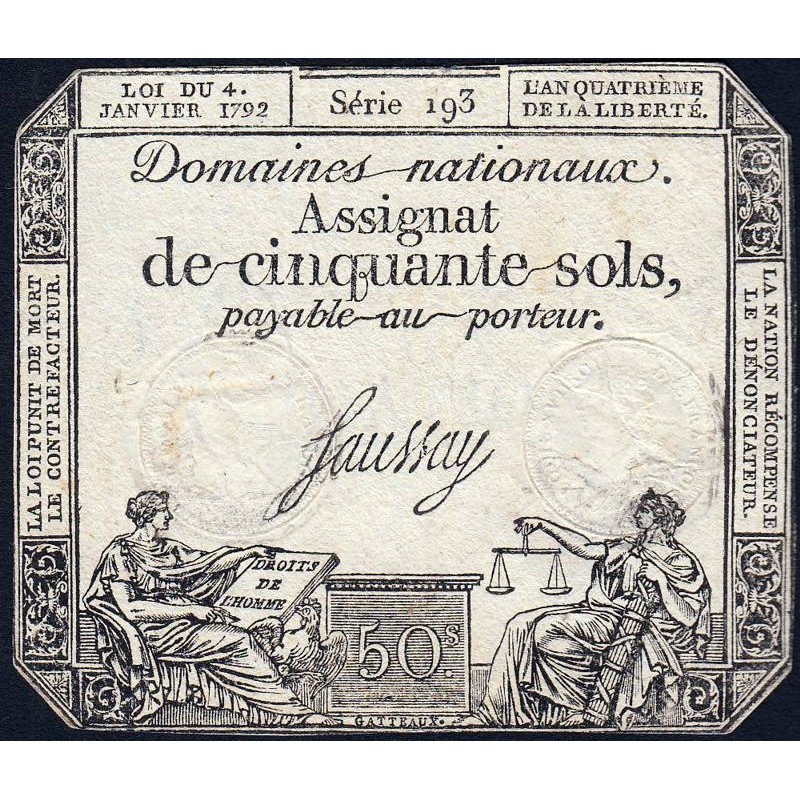 LOI DU 4.
JANVIER 1792
Série 193
L'AN QUATRIÈME
DE LA LIBERTÉ.
Domaines nationaux.
Assignat
de cinquante sols,
payable au porteur.
LA LOI PUNIT DE MORT
LE CONTREFACTEUR.
LA NATION RÉCOMPENSE
LE DÉNONCIATEUR.
Saussay
DROITS
DE
L'HOMME
50.s
GATTEAUX.